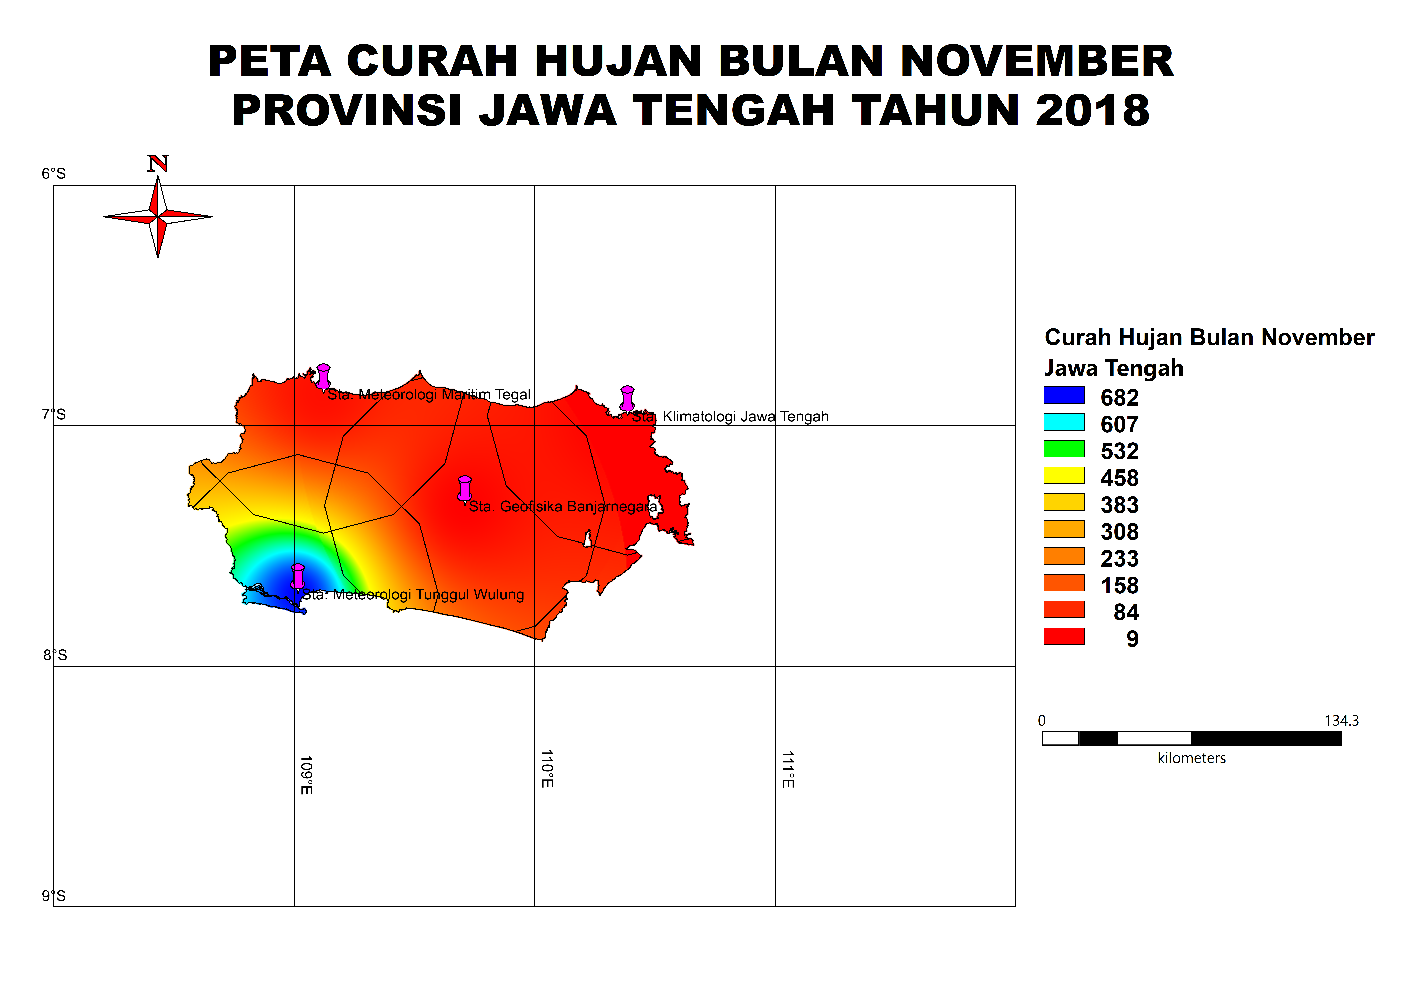 PETA CURAH HUJAN BULAN NOVEMBER
PROVINSI JAWA TENGAH TAHUN 2018
N
6°S
7°S
8°S
9°S
109°E
110°E
111°E
Sta. Meteorologi Maritim Tegal
Sta. Klimatologi Jawa Tengah
Sta. Geofisika Banjarnegara
Sta. Meteorologi Tunggul Wulung
Curah Hujan Bulan November
Jawa Tengah
682
607
532
458
383
308
233
158
84
9
0 134.3
kilometers